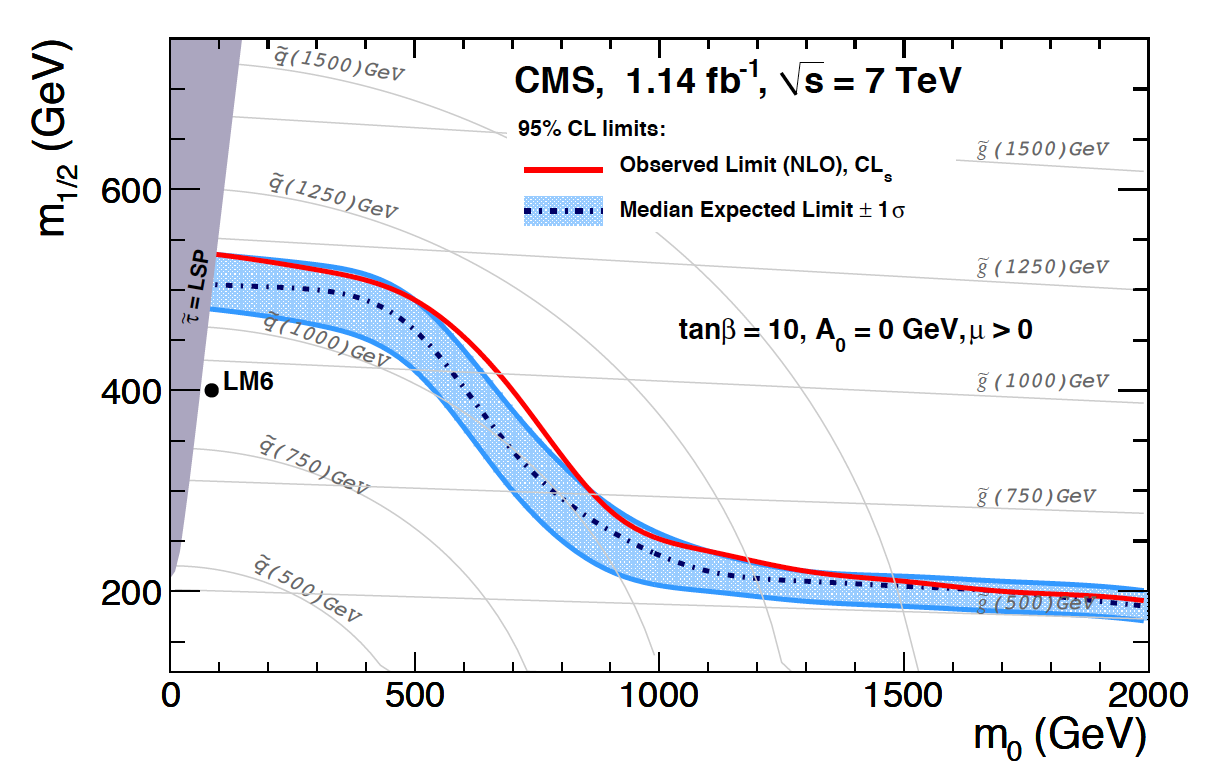 m1/2 (GeV)
600
400
200
0
500
1000
1500
2000
m0 (GeV)
CMS, 1.14 fb-1, √s = 7 TeV
95% CL limits:
Observed Limit (NLO), CLs
Median Expected Limit ± 1σ
tanβ = 10, A0 = 0 GeV, μ > 0
τ̃ = LSP
LM6
q̃(1500)GeV
q̃(1250)GeV
q̃(1000)GeV
q̃(750)GeV
q̃(500)GeV
g̃(1500)GeV
g̃(1250)GeV
g̃(1000)GeV
g̃(750)GeV
g̃(500)GeV